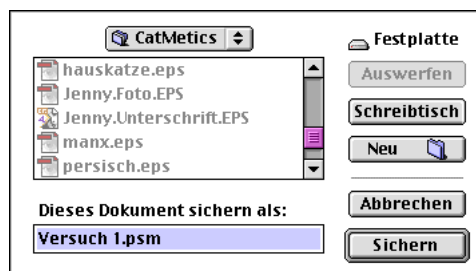 CatMetics
hauskatze.eps
Jenny.Foto.EPS
Jenny.Unterschrift.EPS
manx.eps
persisch.eps
Dieses Dokument sichern als:
Versuch 1.psm
Festplatte
Auswerfen
Schreibtisch
Neu
Abbrechen
Sichern